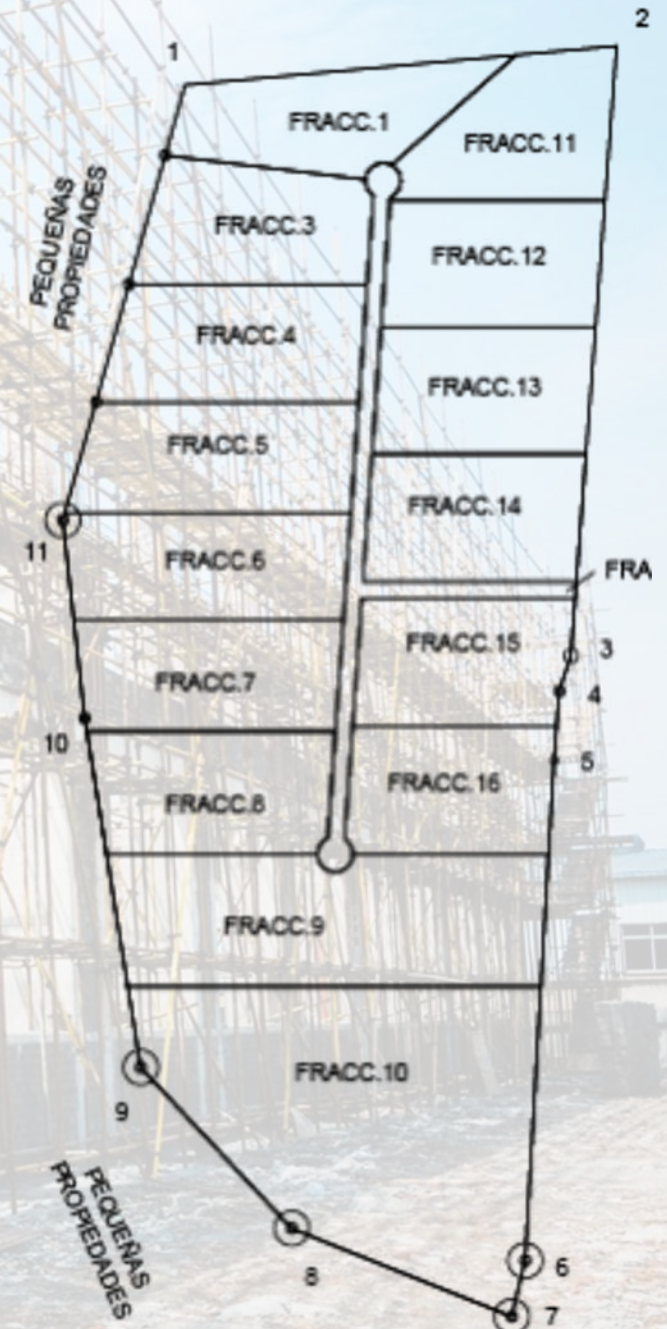 2
1
FRACC.1
FRACC.11
PEQUEÑAS
PROPIEDADES
FRACC.3
FRACC.12
FRACC.4
FRACC.13
FRACC.5
FRACC.14
11
FRACC.6
FRA
FRACC.15
3
FRACC.7
4
10
5
FRACC.16
FRACC.8
FRACC.9
FRACC.10
9
PEQUEÑAS
PROPIEDADES
6
8
7